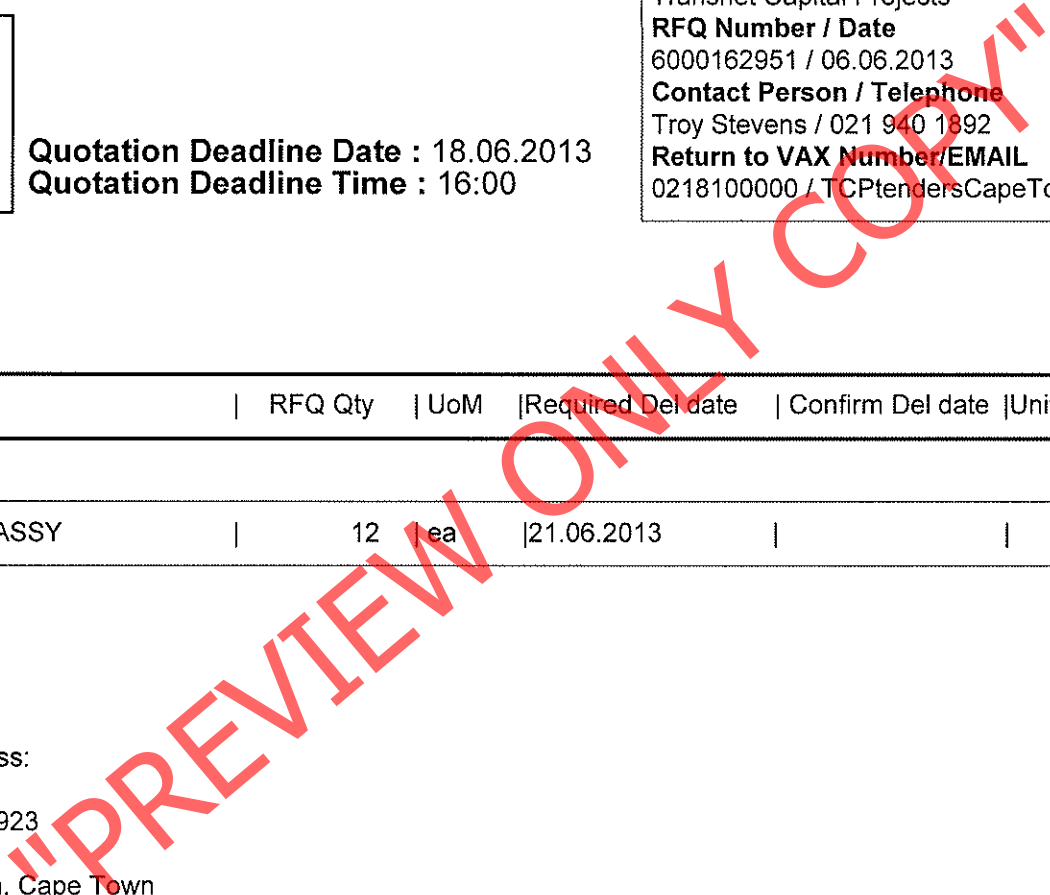 Transnet Capital Projects
RFQ Number / Date
6000162951 / 06.06.2013
Contact Person / Telephone
Troy Stevens / 021 940 1892
Return to VAX Number/EMAIL
0218100000 / TCPtendersCapeTo
Quotation Deadline Date : 18.06.2013
Quotation Deadline Time : 16:00
| RFQ Qty | UoM |Required Del date | Confirm Del date |Uni
ASSY | 12 | ea |21.06.2013 | |
ss:
923
, Cape Town
"PREVIEW ONLY COPY"